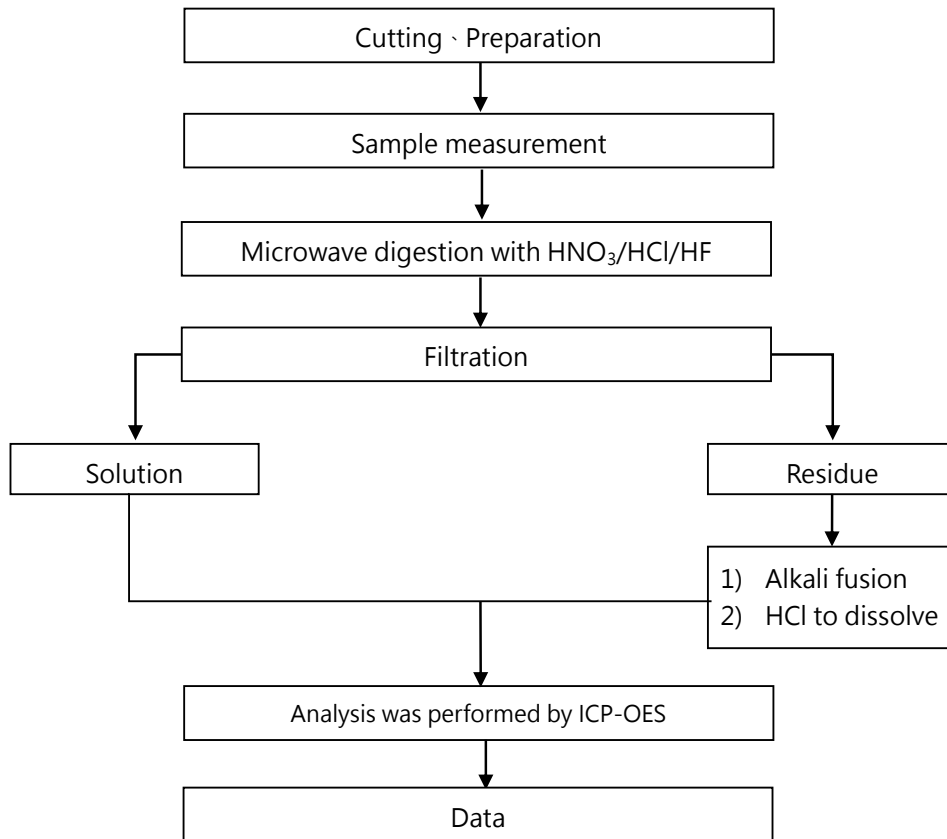 Cutting、Preparation
Sample measurement
Microwave digestion with HNO₃/HCl/HF
Filtration
Solution
Residue
1) Alkali fusion
2) HCl to dissolve
Analysis was performed by ICP-OES
Data